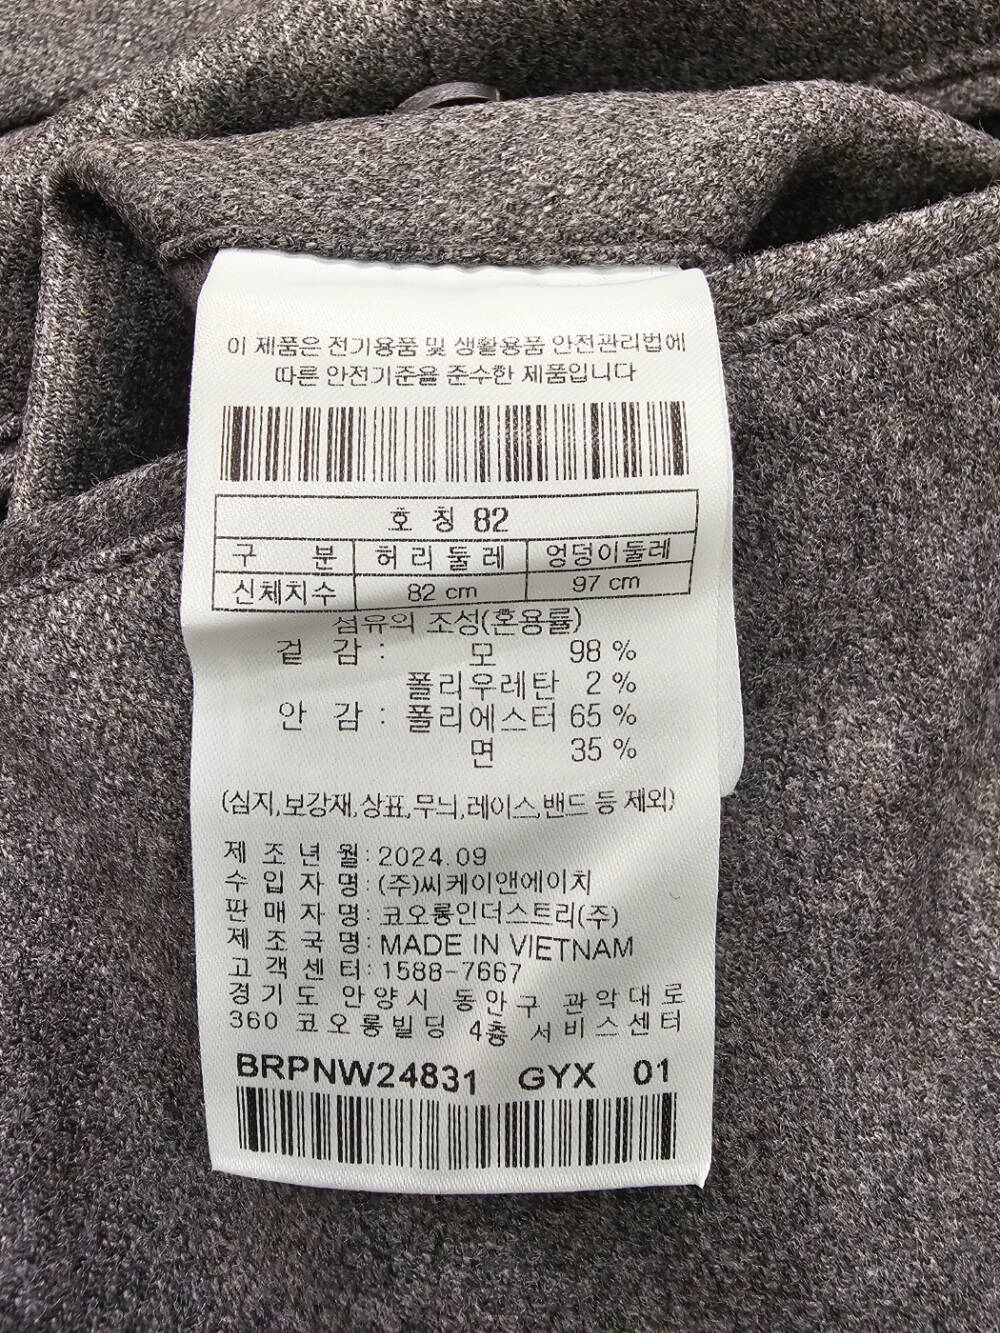 이 제품은 전기용품 및 생활용품 안전관리법에
따른 안전기준을 준수한 제품입니다
호 칭 82
구 분 허리둘레 엉덩이둘레
신체치수 82 cm 97 cm
섬유의 조성(혼용률)
겉 감 : 모 98 %
폴리우레탄 2 %
안 감 : 폴리에스터 65 %
면 35 %
(심지,보강재,상표,무늬,레이스,밴드 등 제외)
제 조 년 월 : 2024.09
수 입 자 명 : (주)씨케이앤에이치
판 매 자 명 : 코오롱인더스트리(주)
제 조 국 명 : MADE IN VIETNAM
고 객 센 터 : 1588-7667
경기도 안양시 동안구 관악대로
360 코오롱빌딩 4층 서비스센터
BRPNW24831 GYX 01